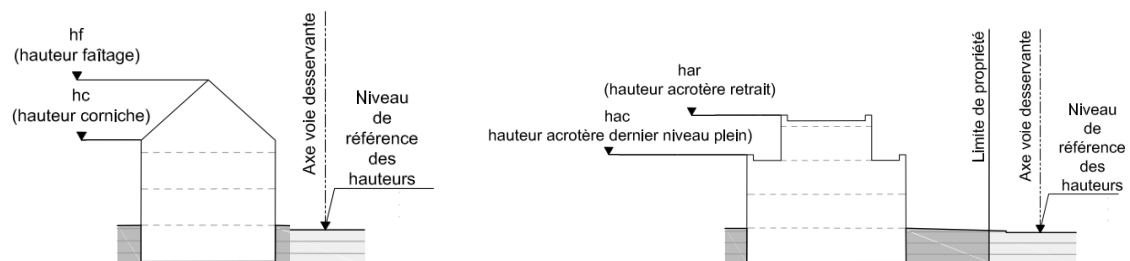 hf
(hauteur faîtage)
hc
(hauteur corniche)
Axe voie desservante
Niveau
de
référence
des
hauteurs
har
(hauteur acrotère retrait)
hac
hauteur acrotère dernier niveau plein)
Limite de propriété
Axe voie desservante
Niveau
de
référence
des
hauteurs